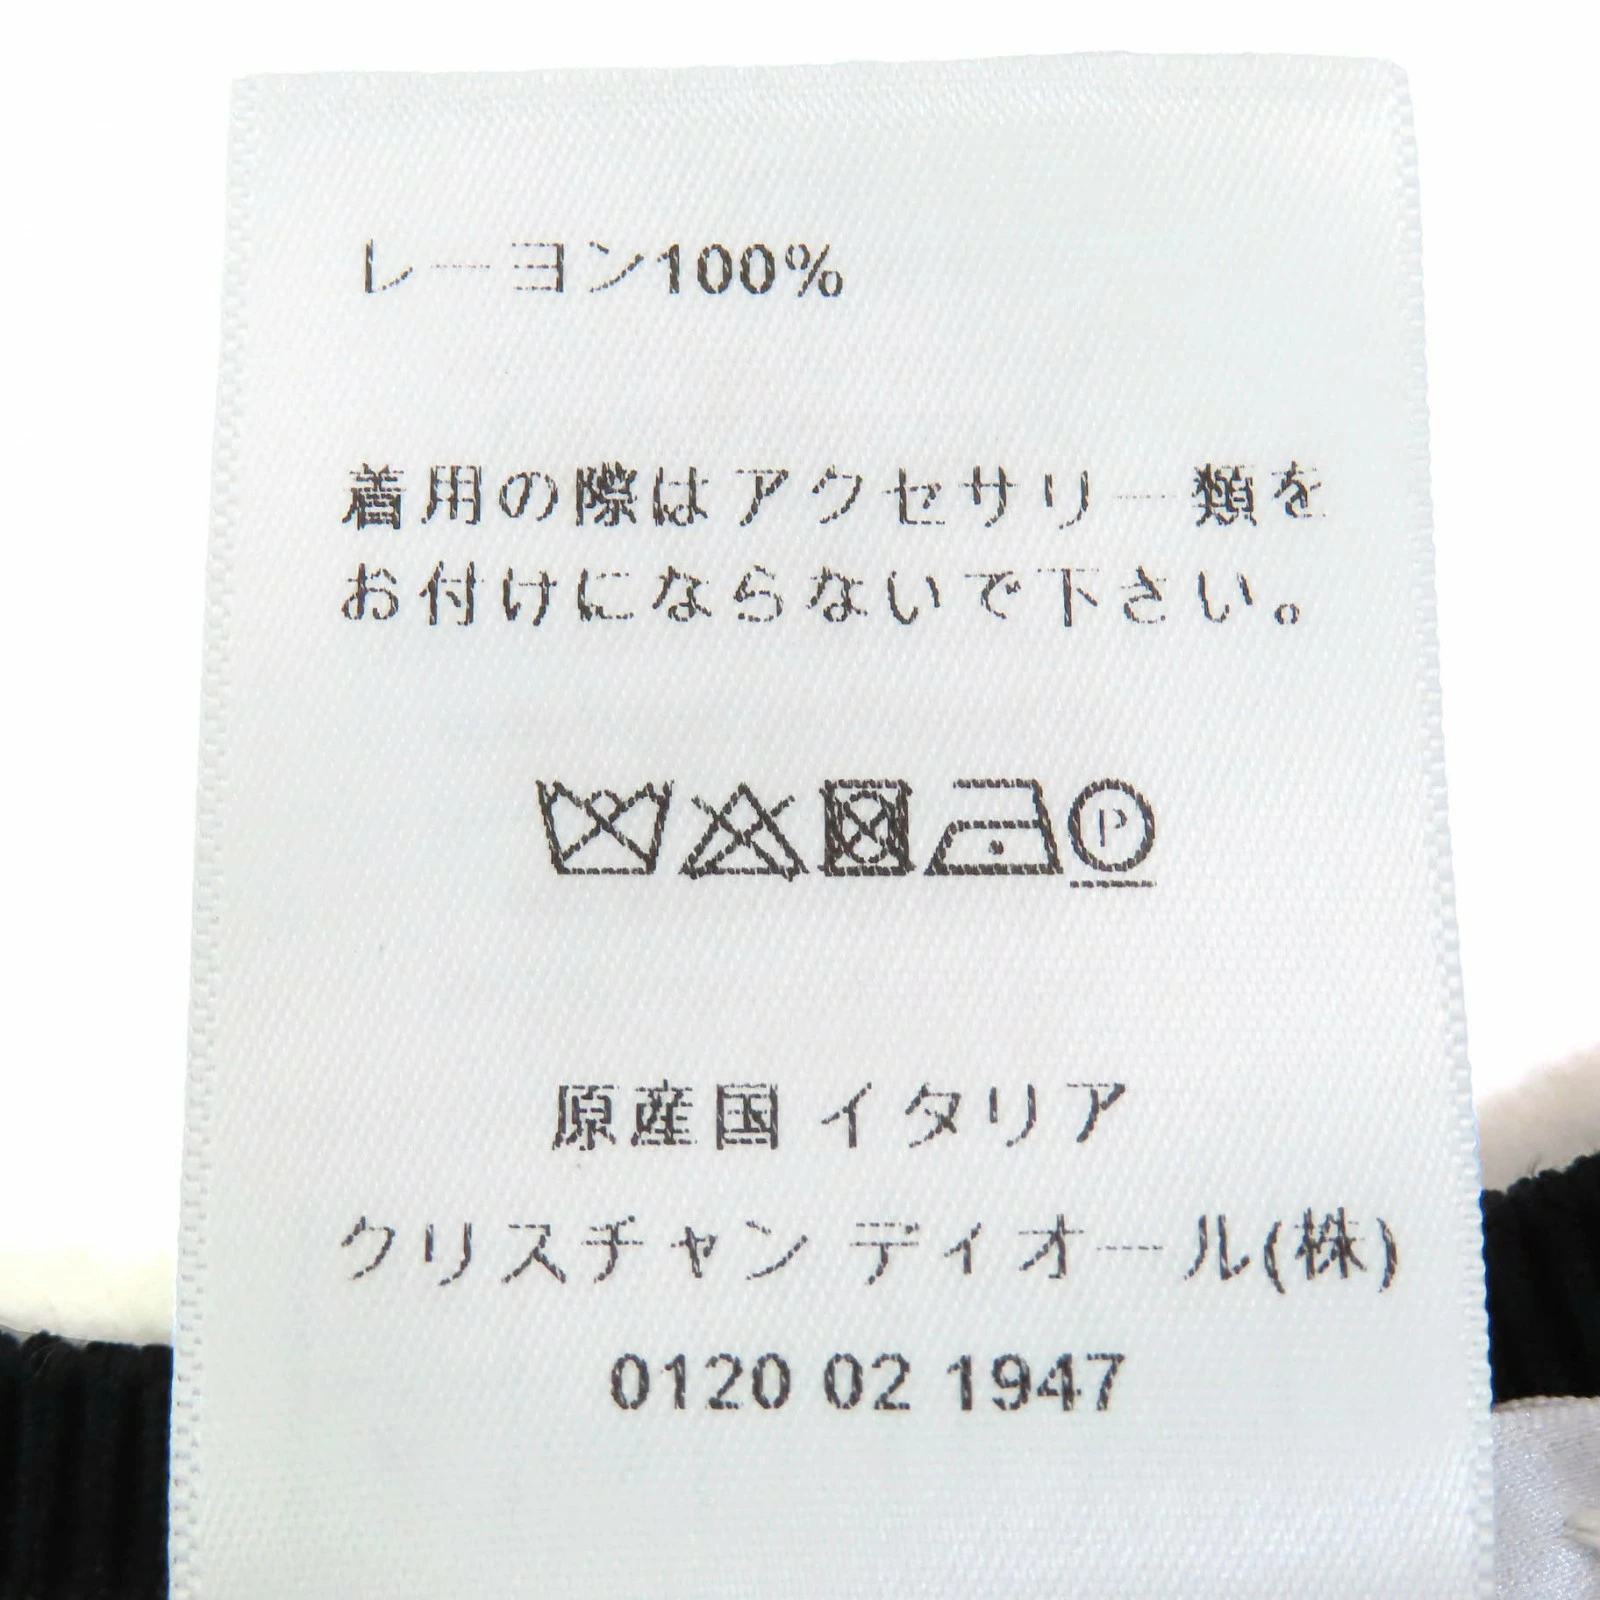 レーヨン100%
着用の際はアクセサリー類を
お付けにならないで下さい。
P
原産国 イタリア
クリスチャン ディオール(株)
0120 02 1947